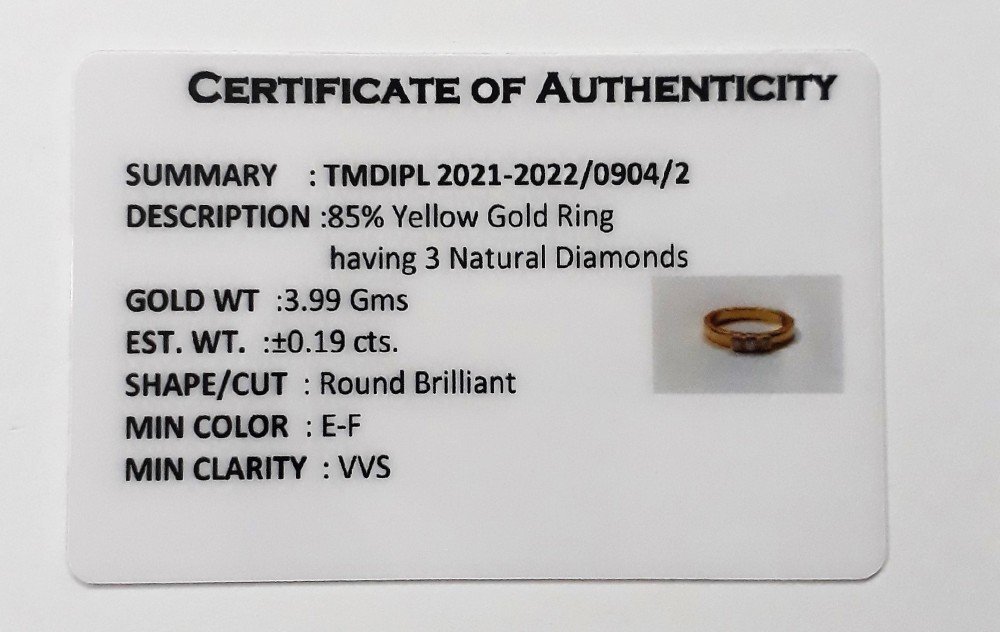 CERTIFICATE OF AUTHENTICITY
SUMMARY : TMDIPL 2021-2022/0904/2
DESCRIPTION :85% Yellow Gold Ring
having 3 Natural Diamonds
GOLD WT :3.99 Gms
EST. WT. :±0.19 cts.
SHAPE/CUT : Round Brilliant
MIN COLOR : E-F
MIN CLARITY : VVS